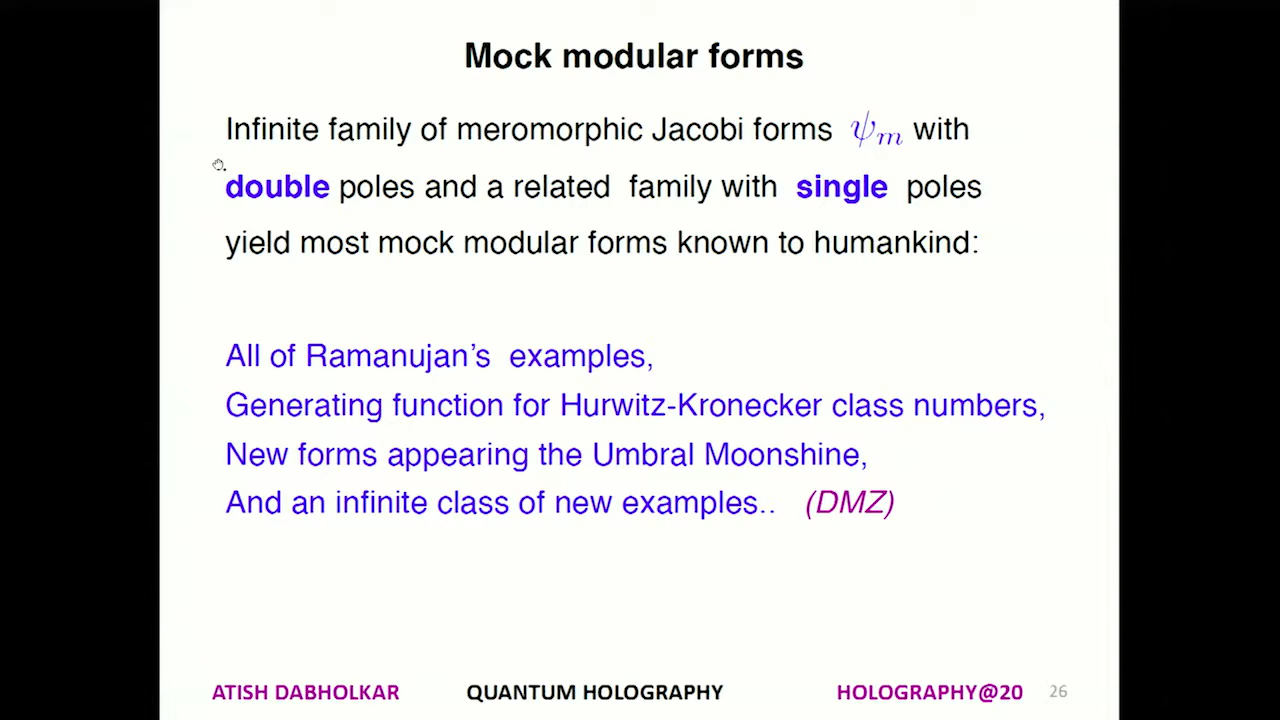 Mock modular forms
Infinite family of meromorphic Jacobi forms ψ_m with
double poles and a related family with single poles
yield most mock modular forms known to humankind:
All of Ramanujan's examples,
Generating function for Hurwitz-Kronecker class numbers,
New forms appearing the Umbral Moonshine,
And an infinite class of new examples.. (DMZ)
ATISH DABHOLKAR QUANTUM HOLOGRAPHY HOLOGRAPHY@20 26